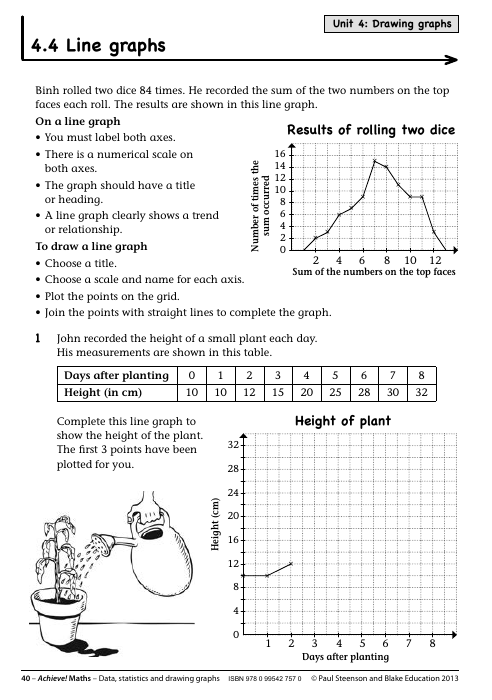 Unit 4: Drawing graphs
4.4 Line graphs
Binh rolled two dice 84 times. He recorded the sum of the two numbers on the top
faces each roll. The results are shown in this line graph.
On a line graph
• You must label both axes.
• There is a numerical scale on
both axes.
• The graph should have a title
or heading.
• A line graph clearly shows a trend
or relationship.
To draw a line graph
• Choose a title.
• Choose a scale and name for each axis.
• Plot the points on the grid.
• Join the points with straight lines to complete the graph.
Results of rolling two dice
Number of times the
sum occurred
16
14
12
10
8
6
4
2
0
2 4 6 8 10 12
Sum of the numbers on the top faces
1 John recorded the height of a small plant each day.
His measurements are shown in this table.
Days after planting 0 1 2 3 4 5 6 7 8
Height (in cm) 10 10 12 15 20 25 28 30 32
Complete this line graph to
show the height of the plant.
The first 3 points have been
plotted for you.
Height of plant
Height (cm)
32
28
24
20
16
12
8
4
0
1 2 3 4 5 6 7 8
Days after planting
40 – Achieve! Maths – Data, statistics and drawing graphs ISBN 978 0 99542 757 0 © Paul Steenson and Blake Education 2013